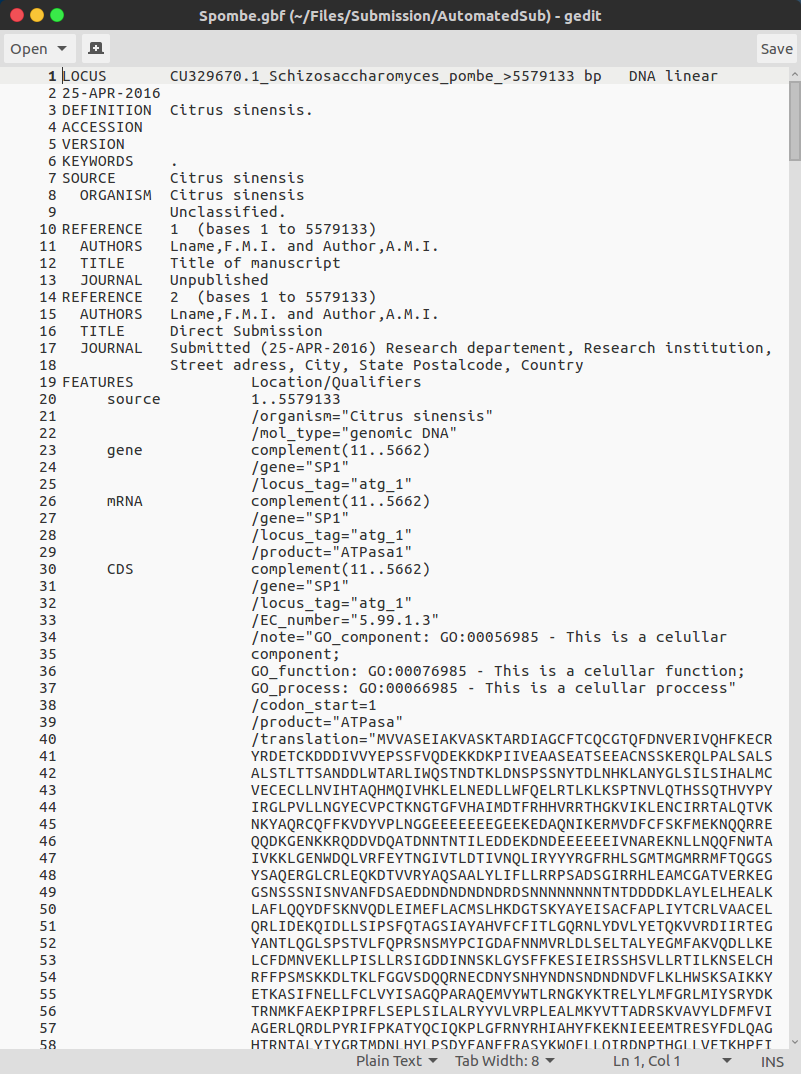 Spombe.gbf (~/Files/Submission/AutomatedSub) - gedit
Open
Save
1 LOCUS CU329670.1_Schizosaccharomyces_pombe_>5579133 bp DNA linear
2 25-APR-2016
3 DEFINITION Citrus sinensis.
4 ACCESSION
5 VERSION
6 KEYWORDS .
7 SOURCE Citrus sinensis
8 ORGANISM Citrus sinensis
9 Unclassified.
10 REFERENCE 1 (bases 1 to 5579133)
11 AUTHORS Lname,F.M.I. and Author,A.M.I.
12 TITLE Title of manuscript
13 JOURNAL Unpublished
14 REFERENCE 2 (bases 1 to 5579133)
15 AUTHORS Lname,F.M.I. and Author,A.M.I.
16 TITLE Direct Submission
17 JOURNAL Submitted (25-APR-2016) Research departement, Research institution,
18 Street adress, City, State Postalcode, Country
19 FEATURES Location/Qualifiers
20 source 1..5579133
21 /organism="Citrus sinensis"
22 /mol_type="genomic DNA"
23 gene complement(11..5662)
24 /gene="SP1"
25 /locus_tag="atg_1"
26 mRNA complement(11..5662)
27 /gene="SP1"
28 /locus_tag="atg_1"
29 /product="ATPasa1"
30 CDS complement(11..5662)
31 /gene="SP1"
32 /locus_tag="atg_1"
33 /EC_number="5.99.1.3"
34 /note="GO_component: GO:00056985 - This is a celullar
35 component;
36 GO_function: GO:00076985 - This is a celullar function;
37 GO_process: GO:00066985 - This is a celullar proccess"
38 /codon_start=1
39 /product="ATPasa"
40 /translation="MVVASEIAKVASKTARDIAGCFTCQCGTQFDNVERIVQHFKECR
41 YRDETCKDDDIVVYEPSSFVQDEKKDKPIIVEAASEATSEEACNSSKERQLPALSALS
42 ALSTLTTSANDDLWTARLIWQSTNDTKLDNSPSSNYTDLNHKLANYGLSILSIHALMC
43 VECECLLNVIHTAQHMQIVHKLELNEDLLWFQELRTLKLKSPTNVLQTHSSQTHVYPY
44 IRGLPVLLNGYECVPCTKNGTGFVHAIMDTFRHHVRRTHGKVIKLENCIRRTALQTVK
45 NKYAQRCQFFKVDYVPLNGGEEEEEEEGEEKEDAQNIKERMVDFCFSKFMEKNQQRRE
46 QQDKGENKKRQDDVDQATDNNTNTILEDDEKDNDEEEEEEIVNAREKNLLNQQFNWTA
47 IVKKLGENWDQLVRFEYTNGIVTLDTIVNQLIRYYYRGFRHLSGMTMGMRRMFTQGGS
48 YSAQERGLCRLEQKDTVVRYAQSAALYLIFLLRRPSADSGIRRHLEAMCGATVERKEG
49 GSNSSSNISNVANFDSAEDDNDNDNDNDRDSNNNNNNNNTNTDDDDKLAYLELHEALK
50 LAFLQQYDFSKNVQDLEIMEFLACMSLHKDGTSKYAYEISACFAPLIYTCRLVAACEL
51 QRLIDEKQIDLLSIPSFQTAGSIAYAHVFCFITLGQRNLYDVLYETQKVVRDIIRTEG
52 YANTLQGLSPSTVLFQPRSNSMYPCIGDAFNNMVRLDLSELTALYEGMFAKVQDLLKE
53 LCFDMNVEKLLPISLLRSIGDDINNSKLGYSFFKESIEIRSSHSVLLRTILKNSELCH
54 RFFPSMSKKDLTKLFGGVSDQQRNECDNYSNHYNDNSNDNDNDVFLKLHWSKSAIKKY
55 ETKASIFNELLFCLVYISAGQPARAQEMVYWTLRNGKYKTRELYLMFGRLMIYSRYDK
56 TRNMKFAEKPIPRFLSEPLSILALRYYVLVRPLEALMKYVTTADRSKVAVYLDFMFVI
57 AGERLQRDLPYRIFPKATYQCIQKPLGFRNYRHIAHYFKEKNIEEEMTRESYFDLQAG
58
Plain Text
Tab Width: 8
Ln 1, Col 1
INS